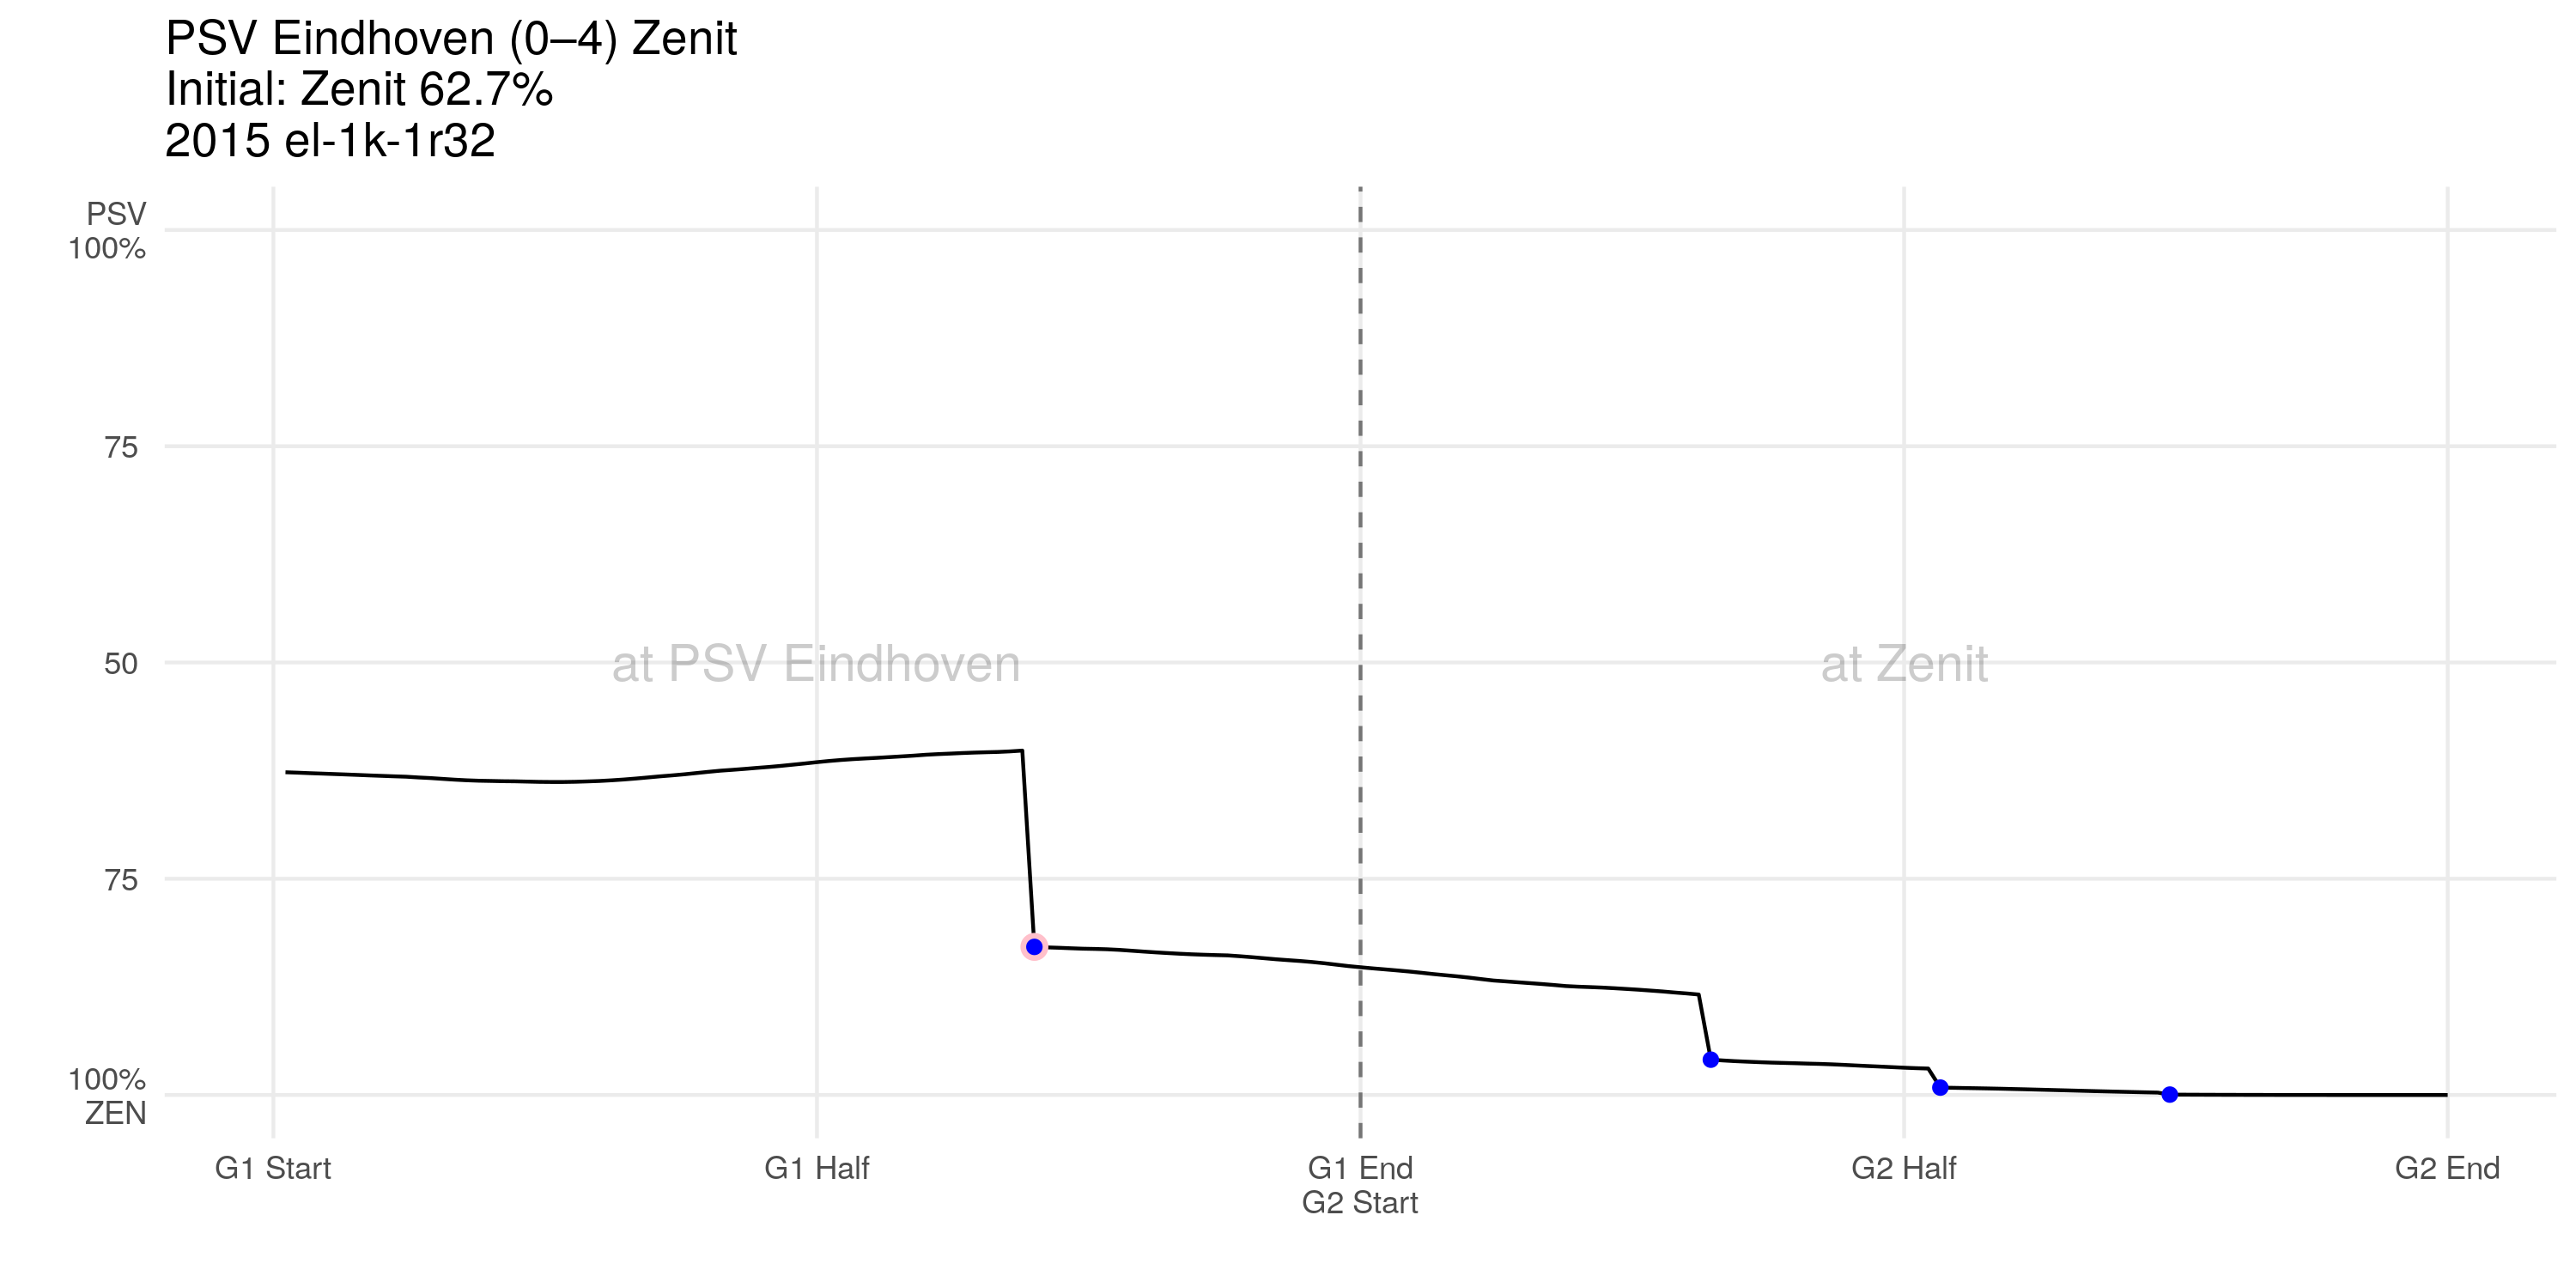 PSV Eindhoven (0–4) Zenit
Initial: Zenit 62.7%
2015 el-1k-1r32
PSV
100%
75
50
75
100%
ZEN
at PSV Eindhoven
at Zenit
G1 Start
G1 Half
G1 End
G2 Start
G2 Half
G2 End